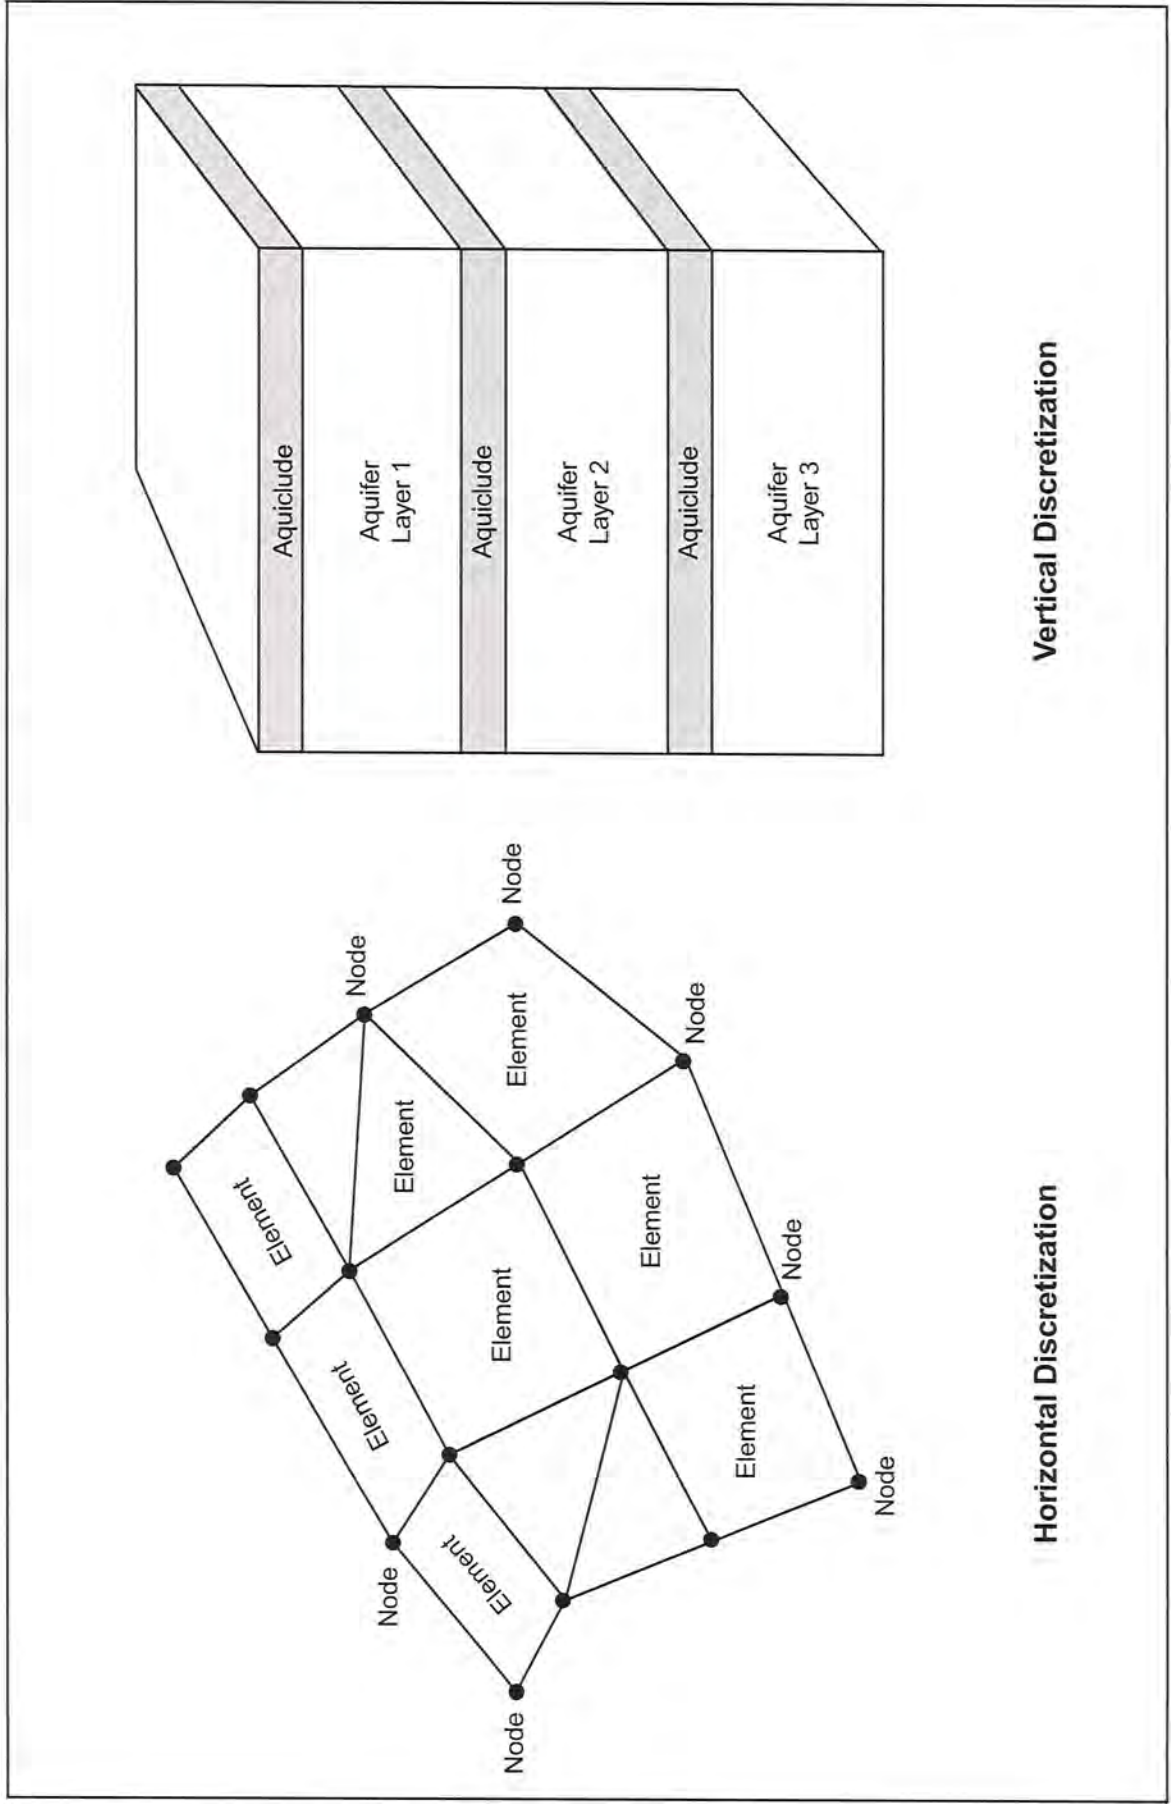 Element
Node
Element
Node
Element
Element
Node
Element
Element
Node
Element
Node
Element
Node
Node
Horizontal Discretization
Aquiclude
Aquifer
Layer 1
Aquiclude
Aquifer
Layer 2
Aquiclude
Aquifer
Layer 3
Vertical Discretization